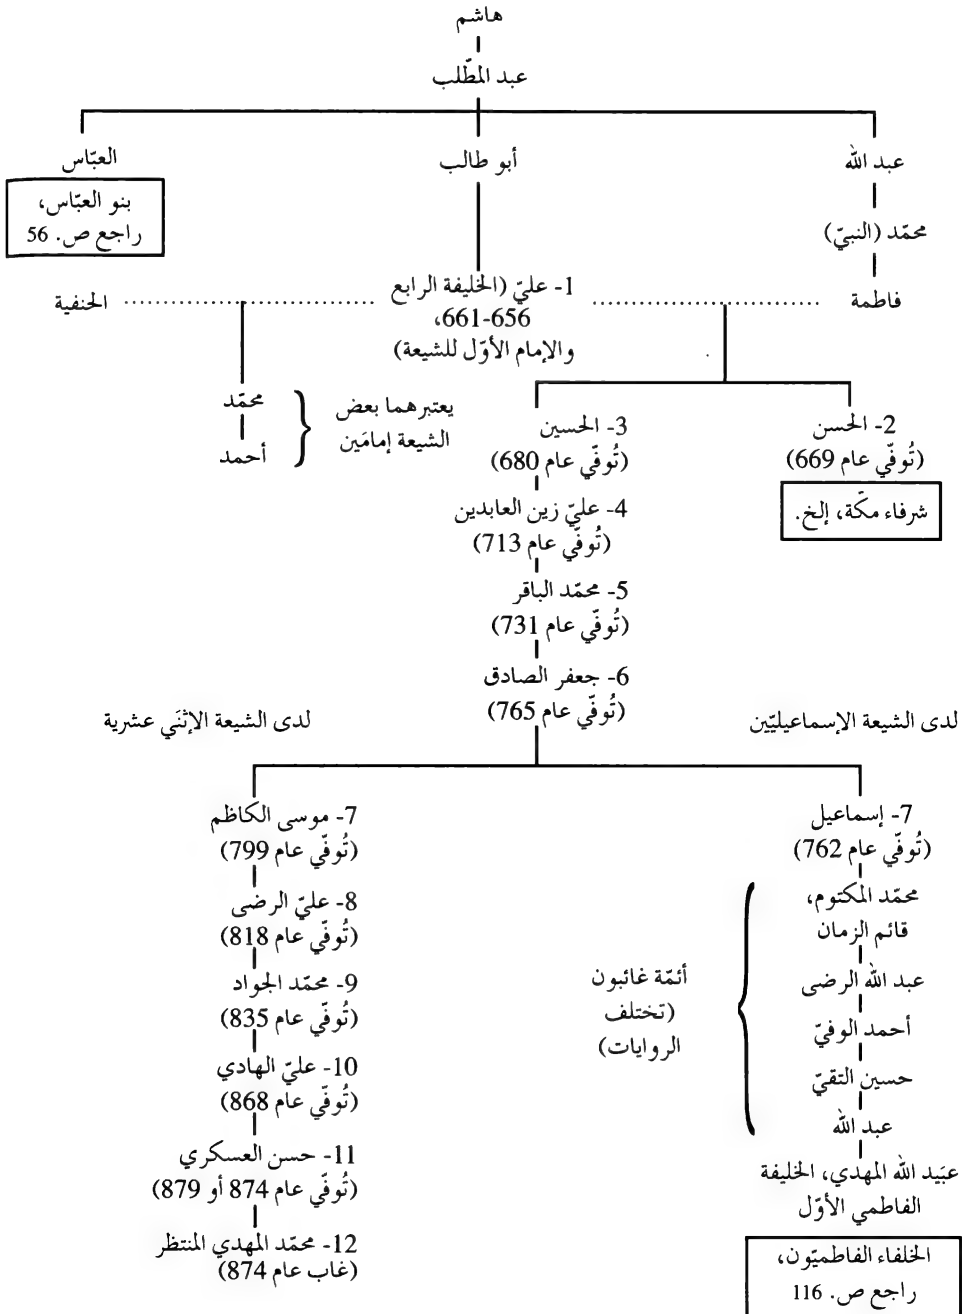 هاشم
عبد المطّلب
عبد الله
أبو طالب
العبّاس
بنو العبّاس،
راجع ص. 56
محمّد (النبيّ)
فاطمة
1- عليّ (الخليفة الرابع
656-661،
والإمام الأوّل للشيعة)
الحنفية
محمّد
أحمد
يعتبرهما بعض
الشيعة إمامَين
2- الحسن
(تُوفّي عام 669)
شرفاء مكّة، إلخ.
3- الحسين
(تُوفّي عام 680)
4- عليّ زين العابدين
(تُوفّي عام 713)
5- محمّد الباقر
(تُوفّي عام 731)
6- جعفر الصادق
(تُوفّي عام 765)
لدى الشيعة الإسماعيليّين
لدى الشيعة الإثنَي عشرية
7- إسماعيل
(تُوفّي عام 762)
محمّد المكتوم،
قائم الزمان
عبد الله الرضى
أحمد الوفيّ
حسين التقيّ
عبد الله
أئمّة غائبون
(تختلف
الروايات)
عبَيد الله المهدي، الخليفة
الفاطمي الأوّل
الخلفاء الفاطميّون،
راجع ص. 116
7- موسى الكاظم
(تُوفّي عام 799)
8- عليّ الرضى
(تُوفّي عام 818)
9- محمّد الجواد
(تُوفّي عام 835)
10- عليّ الهادي
(تُوفّي عام 868)
11- حسن العسكري
(تُوفّي عام 874 أو 879)
12- محمّد المهدي المنتظر
(غاب عام 874)